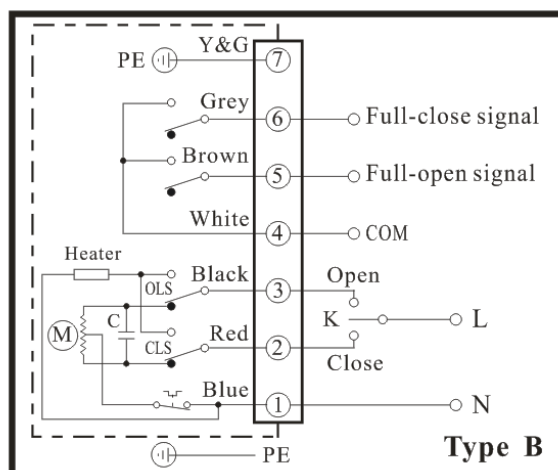 Y&G
PE 7
Grey 6 Full-close signal
Brown 5 Full-open signal
White 4 COM
Heater
OLS Black 3 Open
K L
M C
CLS Red 2 Close
Blue 1 N
PE
Type B